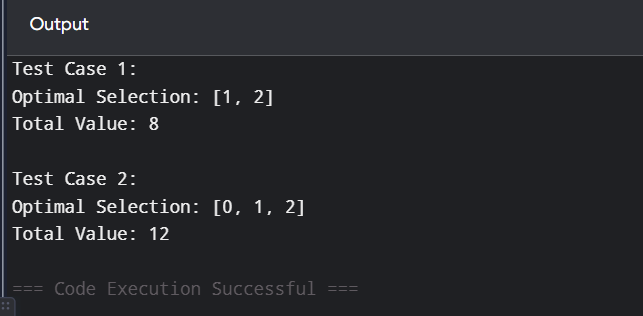 Output
Test Case 1:
Optimal Selection: [1, 2]
Total Value: 8
Test Case 2:
Optimal Selection: [0, 1, 2]
Total Value: 12
=== Code Execution Successful ===